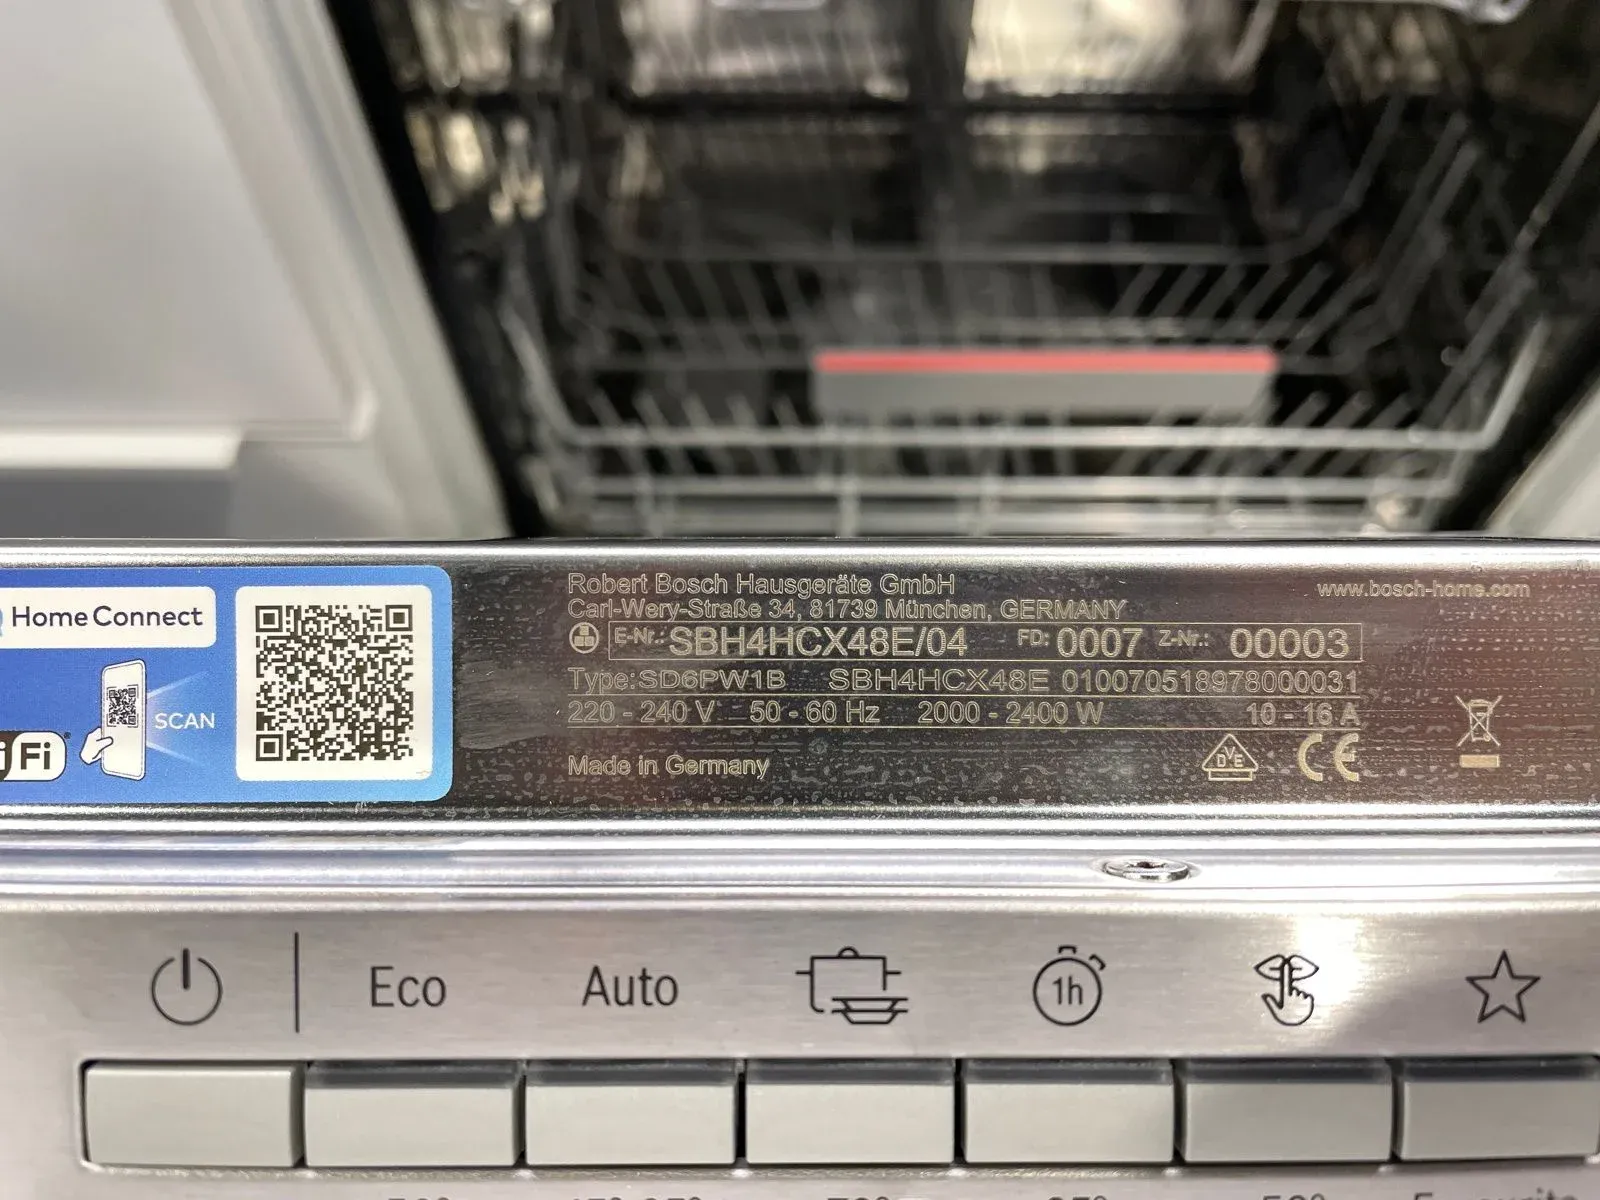 Home Connect
SCAN
Fi
Robert Bosch Hausgeräte GmbH
Carl-Wery-Straße 34, 81739 München, GERMANY
www.bosch-home.com
E-Nr.: SBH4HCX48E/04 FD: 0007 Z-Nr.: 00003
Type: SD6PW1B SBH4HCX48E 010070518978000031
220 - 240 V 50 - 60 Hz 2000 - 2400 W 10 - 16 A
Made in Germany
DVE CE
Eco Auto 1h